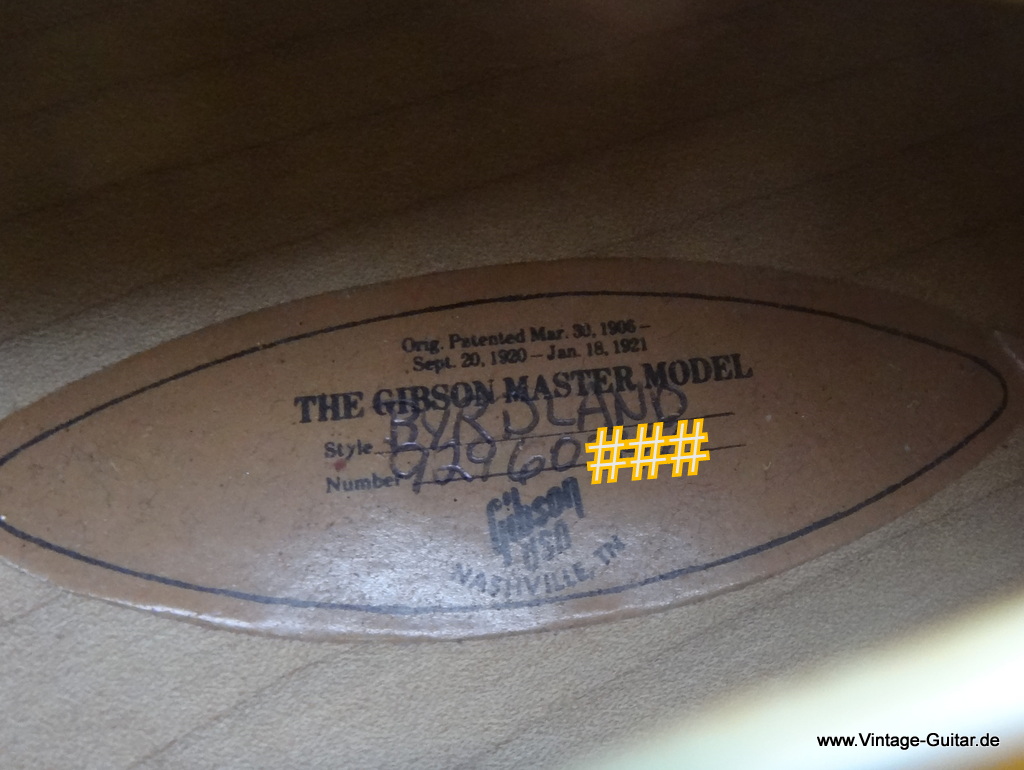 Orig. Patented Mar. 30, 1906 –
Sept. 20, 1920 – Jan. 18, 1921
THE GIBSON MASTER MODEL
Style BYRDLAND
Number 92960###
Gibson
USA
NASHVILLE, TN
www.Vintage-Guitar.de